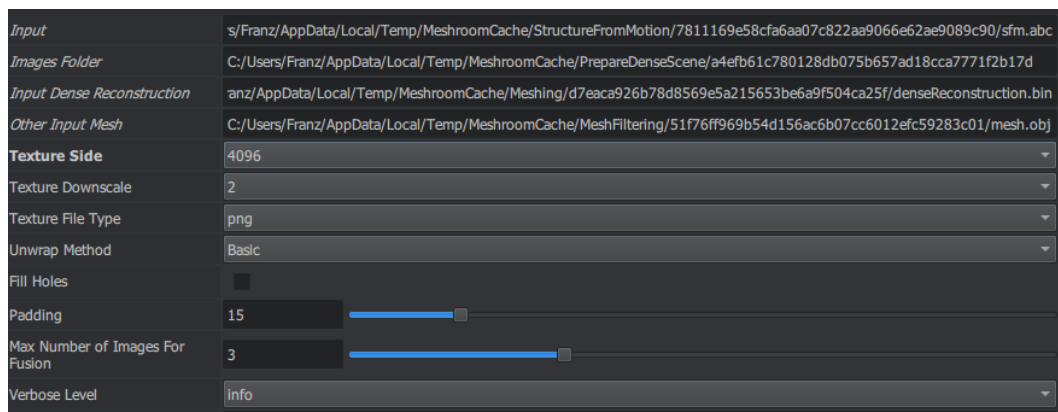 Input s/Franz/AppData/Local/Temp/MeshroomCache/StructureFromMotion/7811169e58cfa6aa07c822aa9066e62ae9089c90/sfm.abc
Images Folder C:/Users/Franz/AppData/Local/Temp/MeshroomCache/PrepareDenseScene/a4efb61c780128db075b657ad18cca7771f2b17d
Input Dense Reconstruction anz/AppData/Local/Temp/MeshroomCache/Meshing/d7eaca926b78d8569e5a215653be6a9f504ca25f/denseReconstruction.bin
Other Input Mesh C:/Users/Franz/AppData/Local/Temp/MeshroomCache/MeshFiltering/51f76ff969b54d156ac6b07cc6012efc59283c01/mesh.obj
Texture Side 4096
Texture Downscale 2
Texture File Type png
Unwrap Method Basic
Fill Holes
Padding 15
Max Number of Images For
Fusion 3
Verbose Level info